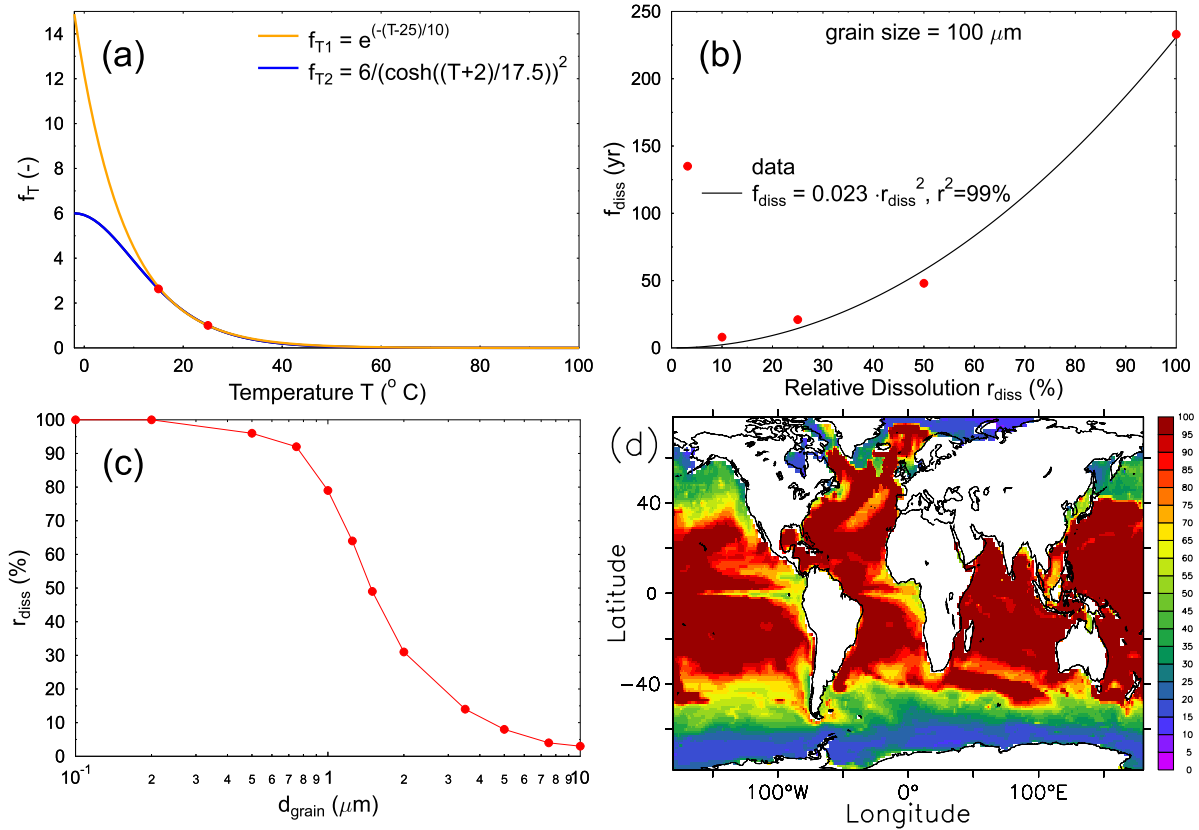 (a)
f_T1 = e^(-(T-25)/10)
f_T2 = 6/(cosh((T+2)/17.5))^2
14
12
10
8
6
4
2
0
f_T (-)
0 20 40 60 80 100
Temperature T (° C)
(b)
grain size = 100 μm
data
f_diss = 0.023 ·r_diss^2, r^2=99%
250
200
150
100
50
0
f_diss (yr)
0 10 20 30 40 50 60 70 80 90 100
Relative Dissolution r_diss (%)
(c)
100
90
80
70
60
50
40
30
20
10
0
r_diss (%)
10^-1 2 3 4 5 6 7 8 9 1 2 3 4 5 6 7 8 9 10
d_grain (μm)
(d)
40
0
−40
Latitude
100°W 0° 100°E
Longitude
100
95
90
85
80
75
70
65
60
55
50
45
40
35
30
25
20
15
10
5
0